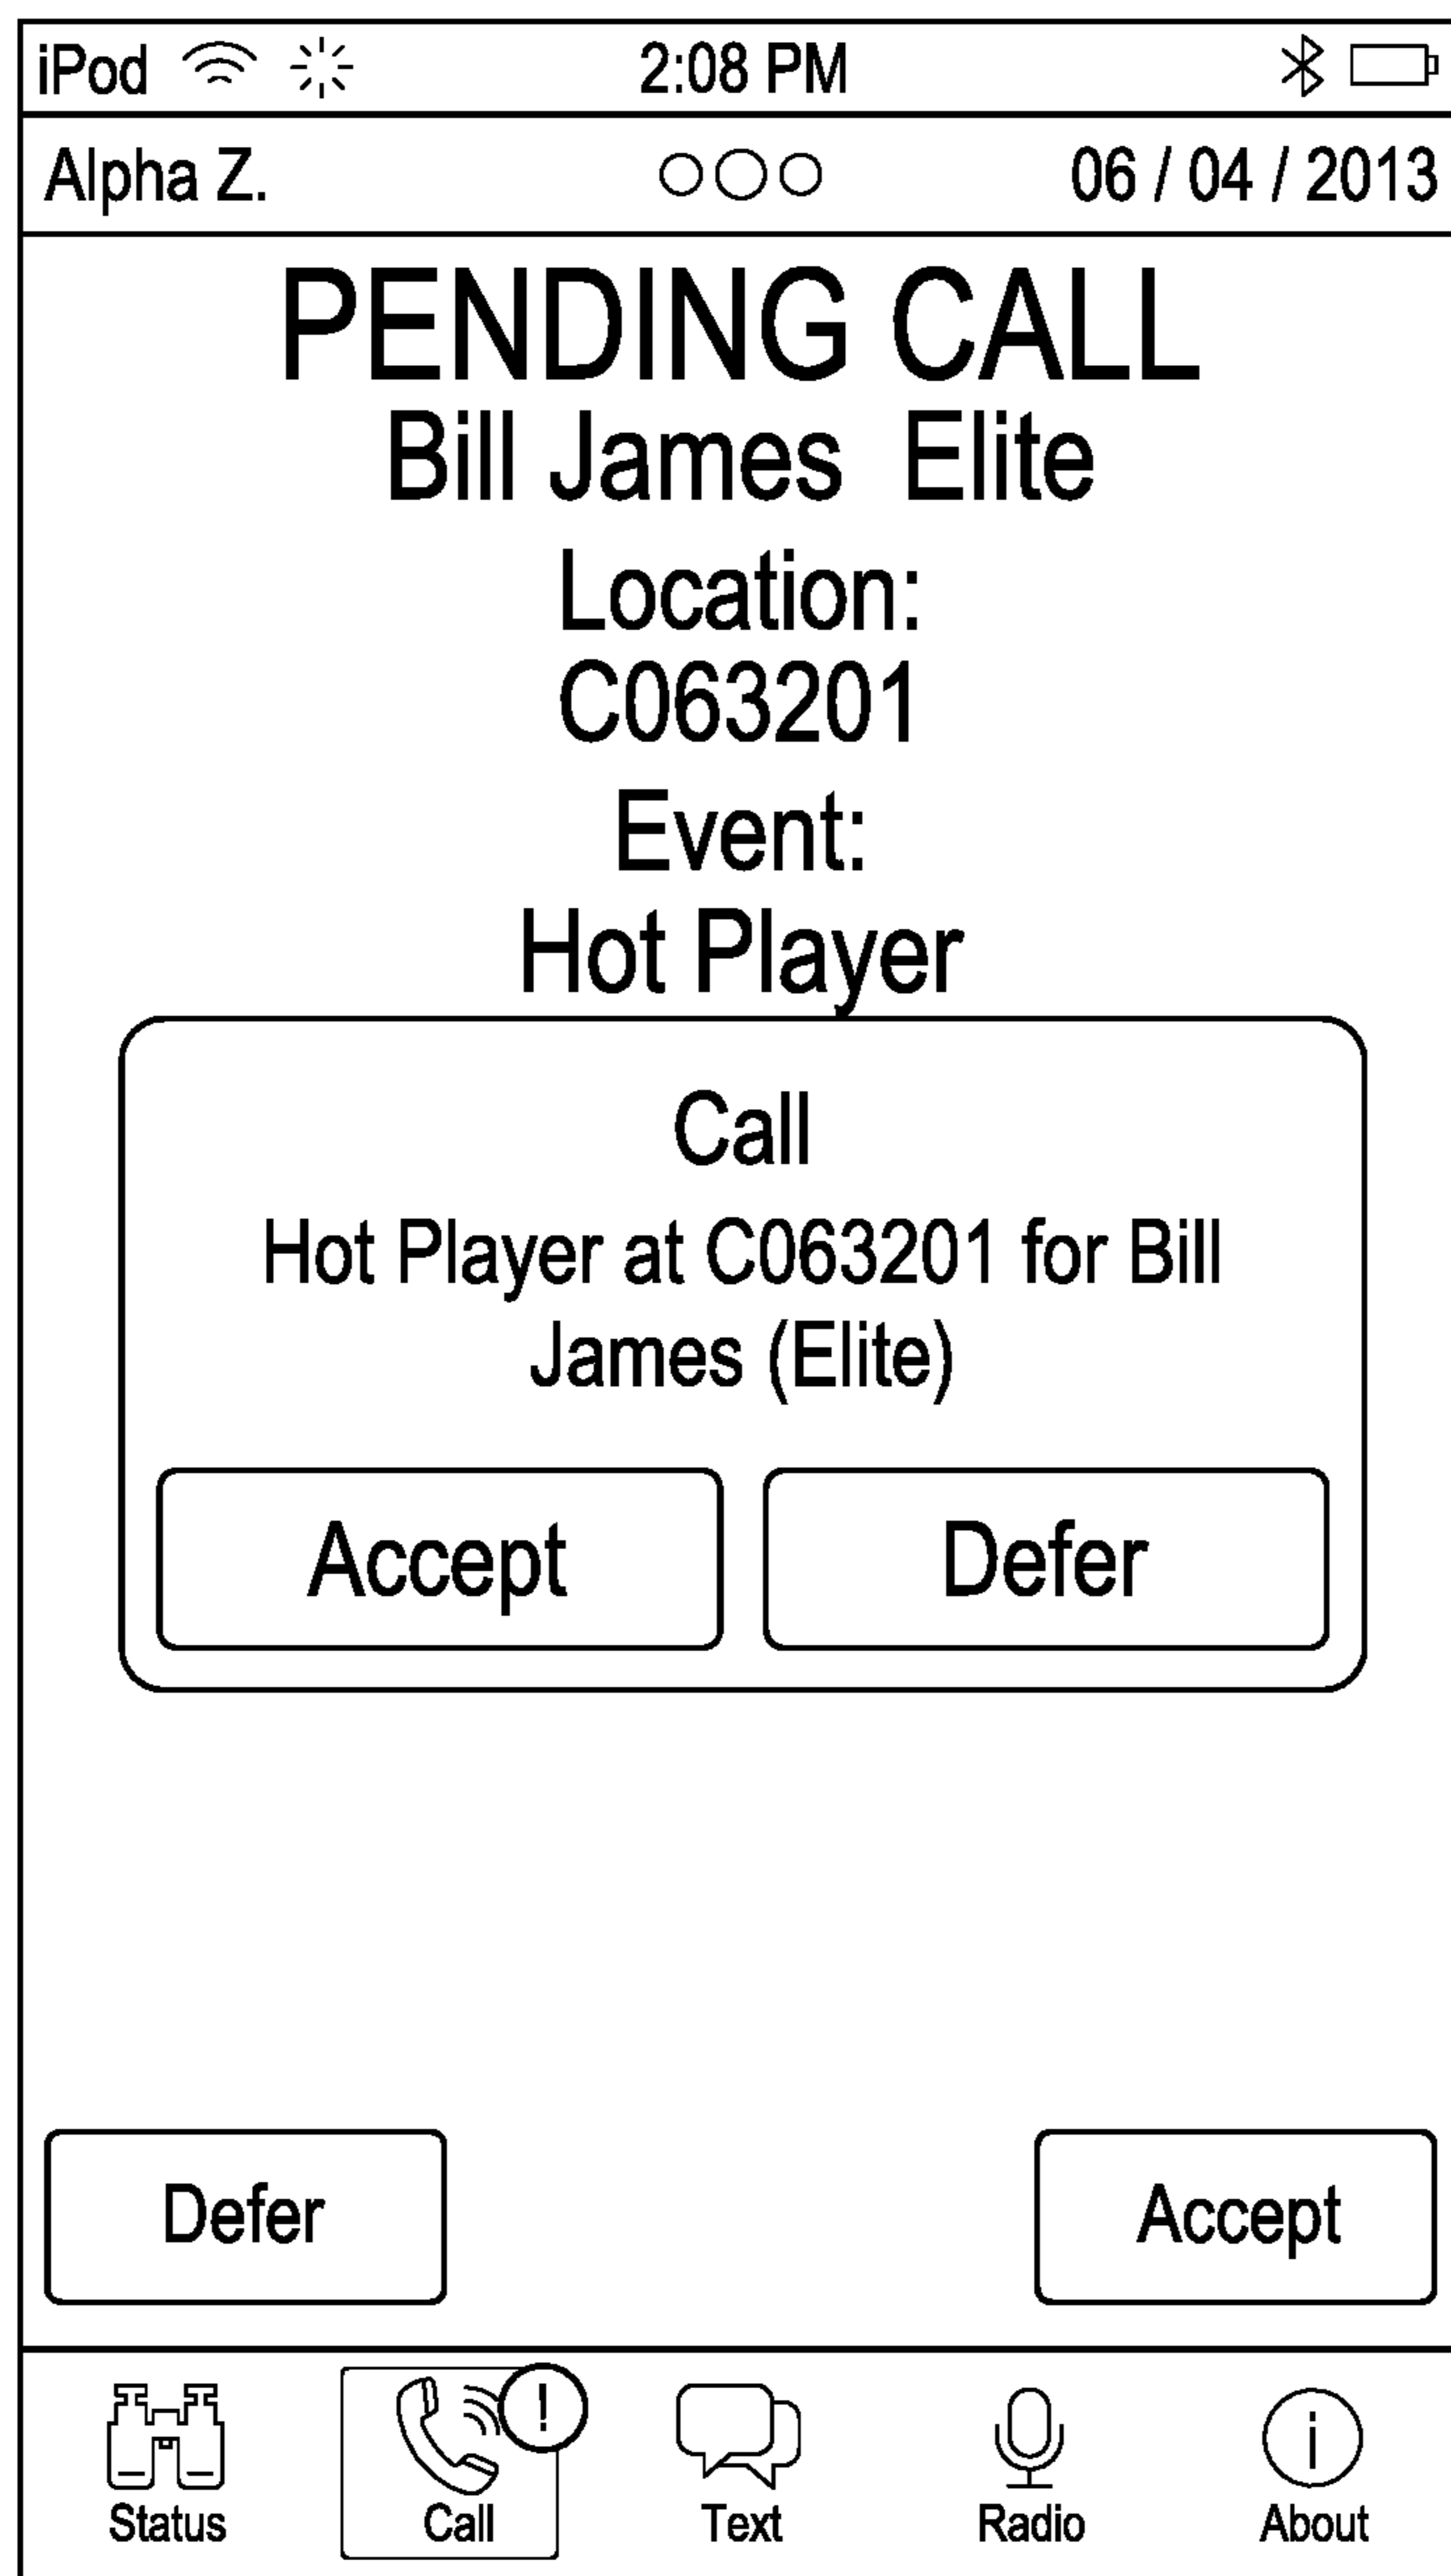 iPod 2:08 PM
Alpha Z. 06 / 04 / 2013
PENDING CALL
Bill James Elite
Location:
C063201
Event:
Hot Player
Call
Hot Player at C063201 for Bill
James (Elite)
Accept Defer
Defer Accept
!
i
Status Call Text Radio About